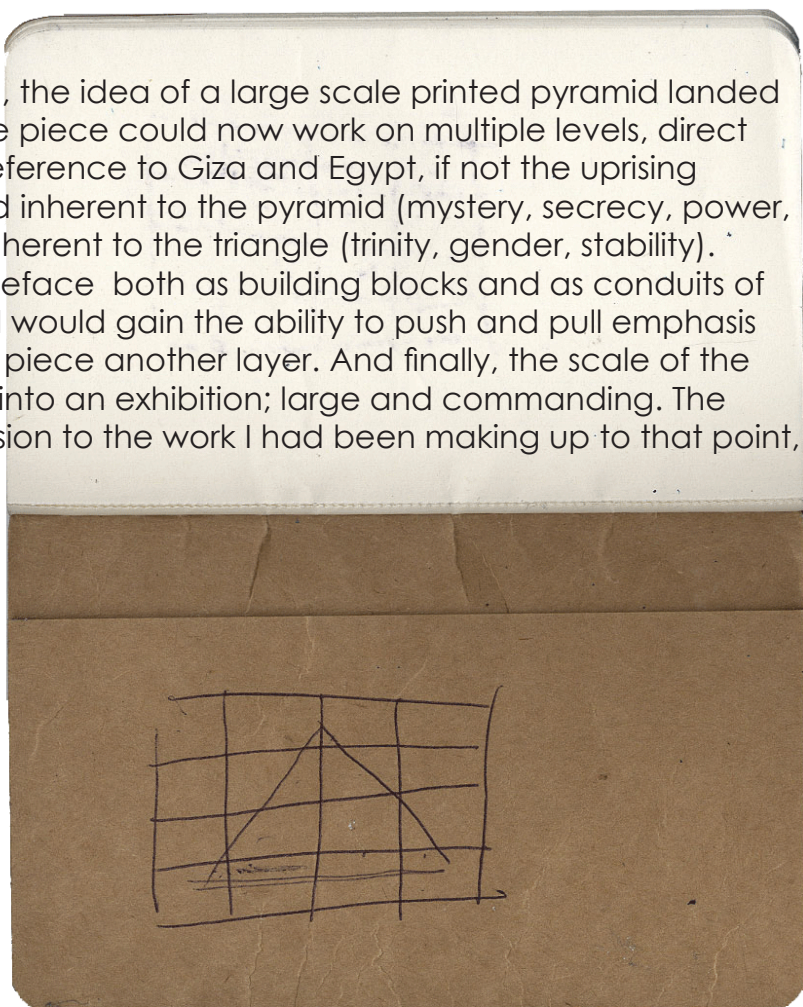 , the idea of a large scale printed pyramid landed
piece could now work on multiple levels, direct
eference to Giza and Egypt, if not the uprising
inherent to the pyramid (mystery, secrecy, power,
herent to the triangle (trinity, gender, stability).
eface both as building blocks and as conduits of
would gain the ability to push and pull emphasis
piece another layer. And finally, the scale of the
into an exhibition; large and commanding. The
sion to the work I had been making up to that point,